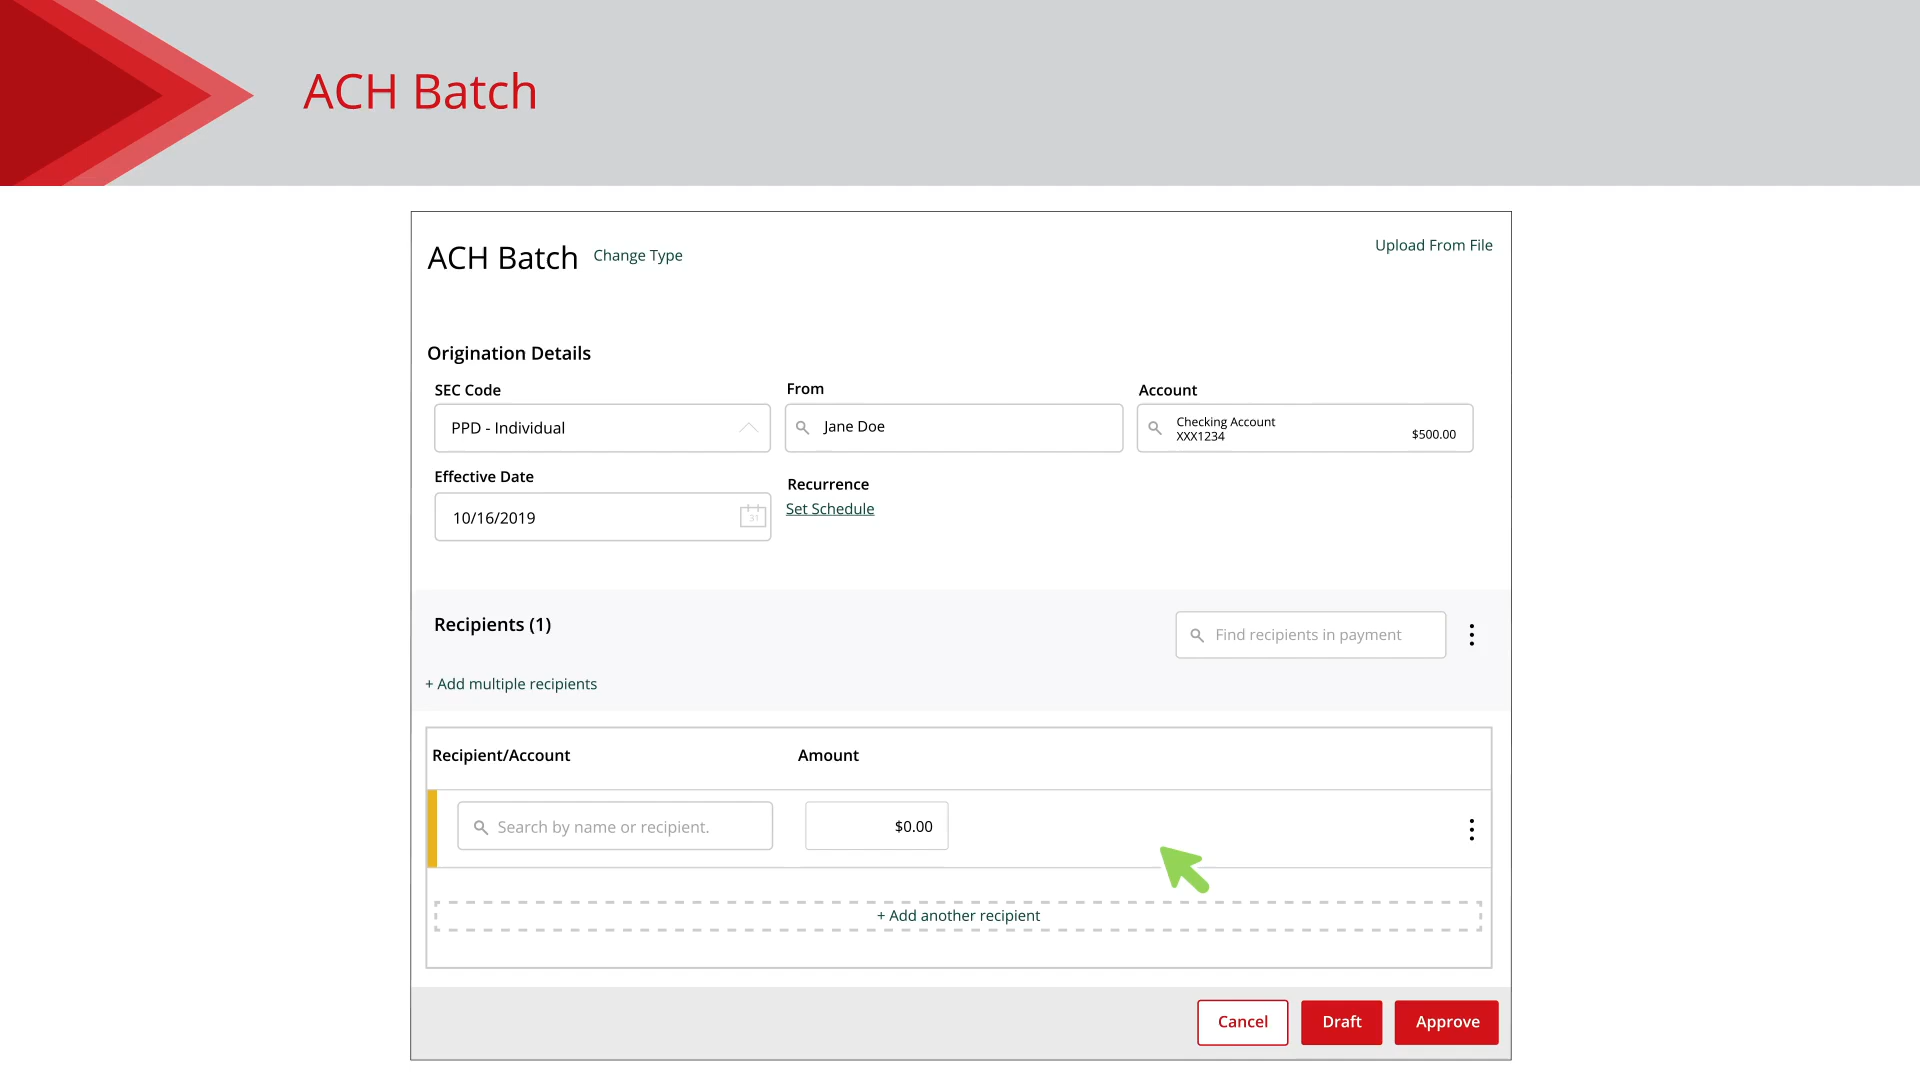 ACH Batch
ACH Batch
Change Type
Upload From File
Origination Details
SEC Code
From
Account
PPD - Individual
Jane Doe
Checking Account
XXX1234
$500.00
Effective Date
Recurrence
10/16/2019
31
Set Schedule
Recipients (1)
Find recipients in payment
+ Add multiple recipients
Recipient/Account
Amount
Search by name or recipient.
$0.00
+ Add another recipient
Cancel
Draft
Approve